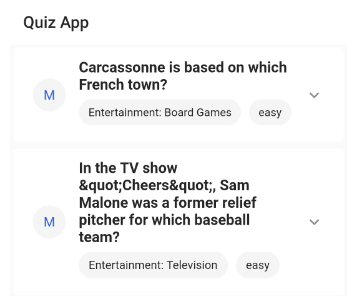 Quiz App
Carcassonne is based on which
French town?
M
Entertainment: Board Games easy
In the TV show
&quot;Cheers&quot;, Sam
Malone was a former relief
M
pitcher for which baseball
team?
Entertainment: Television easy